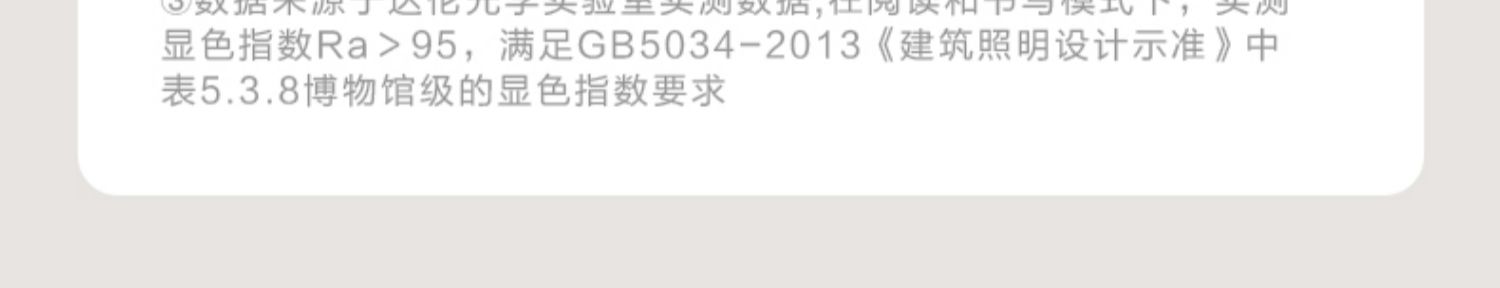 ③数据来源于达伦光学实验室实测数据,在阅读和书写模式下，实测
显色指数Ra＞95，满足GB5034-2013《建筑照明设计示准》中
表5.3.8博物馆级的显色指数要求